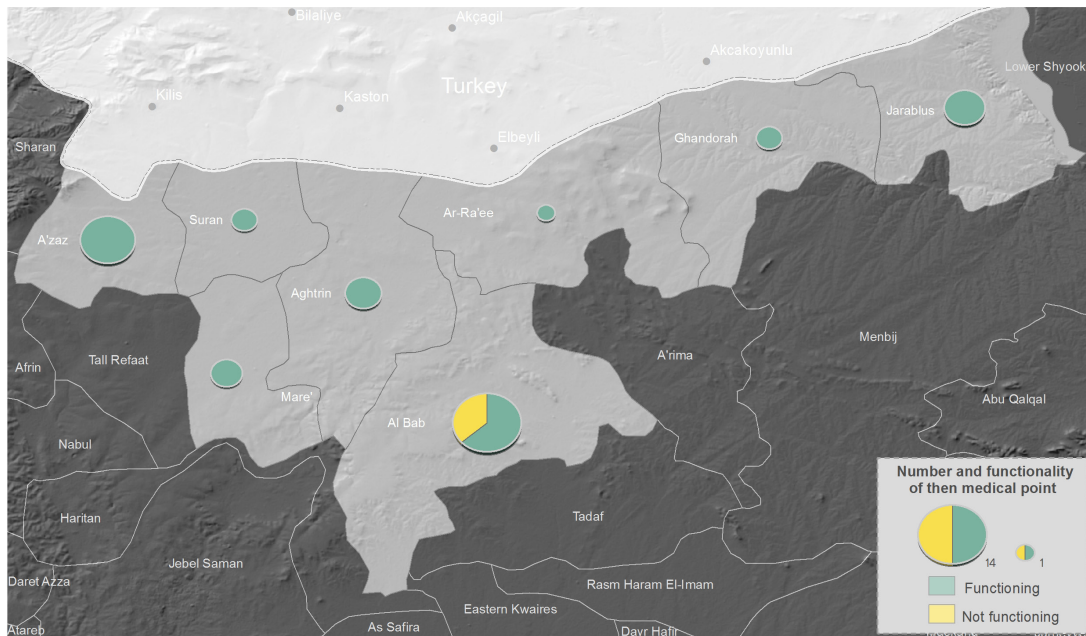 Bilaliye
Akçagil
Akcakoyunlu
Lower Shyookh
Turkey
Kilis
Kaston
Jarablus
Elbeyli
Ghandorah
Sharan
Suran
Ar-Ra'ee
A'zaz
Aghtrin
Menbij
Tall Refaat
A'rima
Afrin
Mare'
Abu Qalqal
Al Bab
Nabul
Number and functionality
of then medical point
Haritan
Tadaf
14
1
Jebel Saman
Daret Azza
Rasm Haram El-Imam
Functioning
Eastern Kwaires
Not functioning
As Safira
Atareb
Dayr Hafir